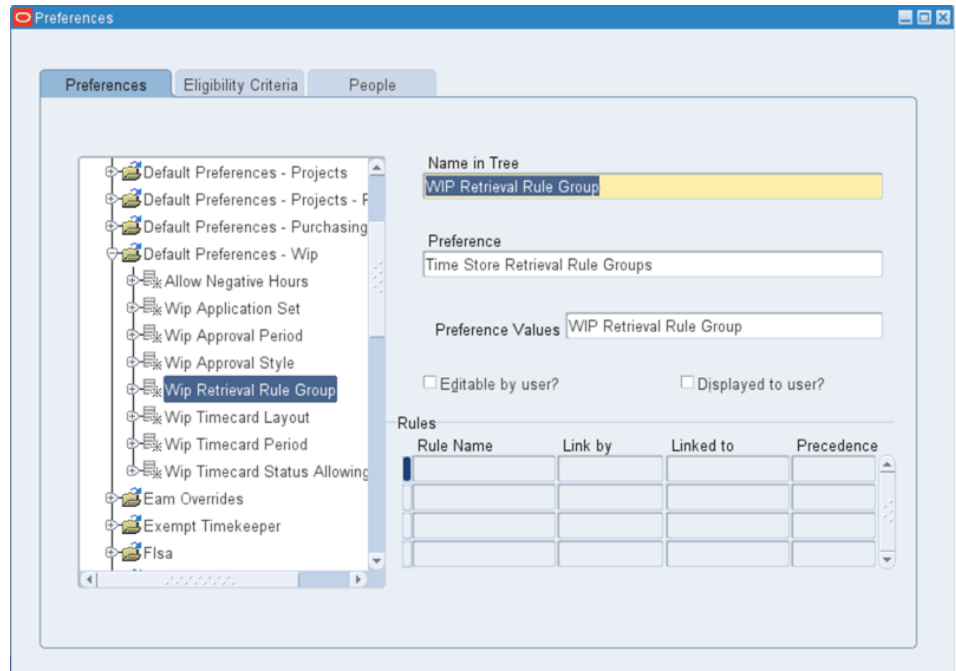 Preferences
Preferences Eligibility Criteria People
Default Preferences - Projects
Default Preferences - Projects - F
Default Preferences - Purchasing
Default Preferences - Wip
Allow Negative Hours
Wip Application Set
Wip Approval Period
Wip Approval Style
Wip Retrieval Rule Group
Wip Timecard Layout
Wip Timecard Period
Wip Timecard Status Allowing
Eam Overrides
Exempt Timekeeper
Flsa
Name in Tree
WIP Retrieval Rule Group
Preference
Time Store Retrieval Rule Groups
Preference Values WIP Retrieval Rule Group
Editable by user? Displayed to user?
Rules
Rule Name Link by Linked to Precedence